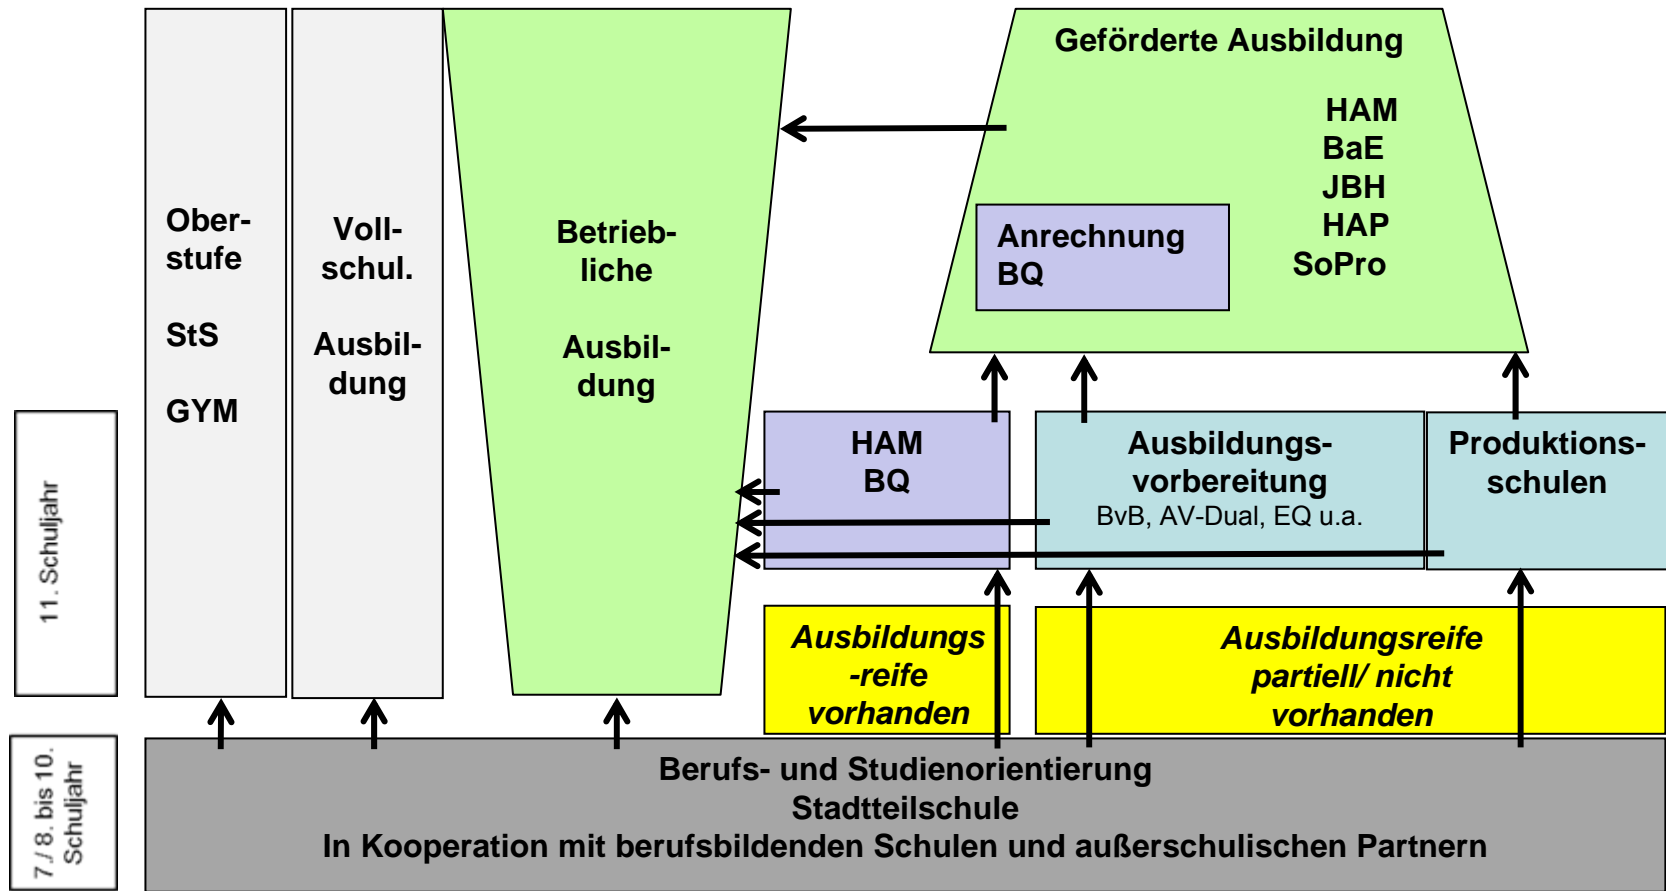 Ober-
stufe
StS
GYM
Voll-
schul.
Ausbil-
dung
Betrieb-
liche
Ausbil-
dung
Geförderte Ausbildung
HAM
BaE
JBH
HAP
SoPro
Anrechnung
BQ
11. Schuljahr
HAM
BQ
Ausbildungs-
vorbereitung
BvB, AV-Dual, EQ u.a.
Produktions-
schulen
Ausbildungs
-reife
vorhanden
Ausbildungsreife
partiell/ nicht
vorhanden
7./ 8. bis 10.
Schuljahr
Berufs- und Studienorientierung
Stadtteilschule
In Kooperation mit berufsbildenden Schulen und außerschulischen Partnern